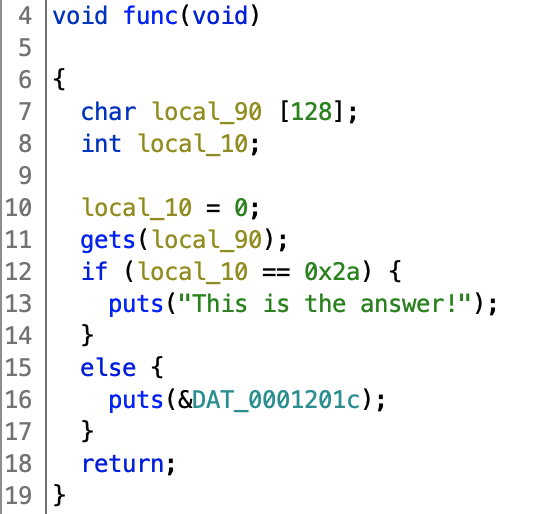 4 void func(void)
5
6 {
7 char local_90 [128];
8 int local_10;
9
10 local_10 = 0;
11 gets(local_90);
12 if (local_10 == 0x2a) {
13 puts("This is the answer!");
14 }
15 else {
16 puts(&DAT_0001201c);
17 }
18 return;
19 }